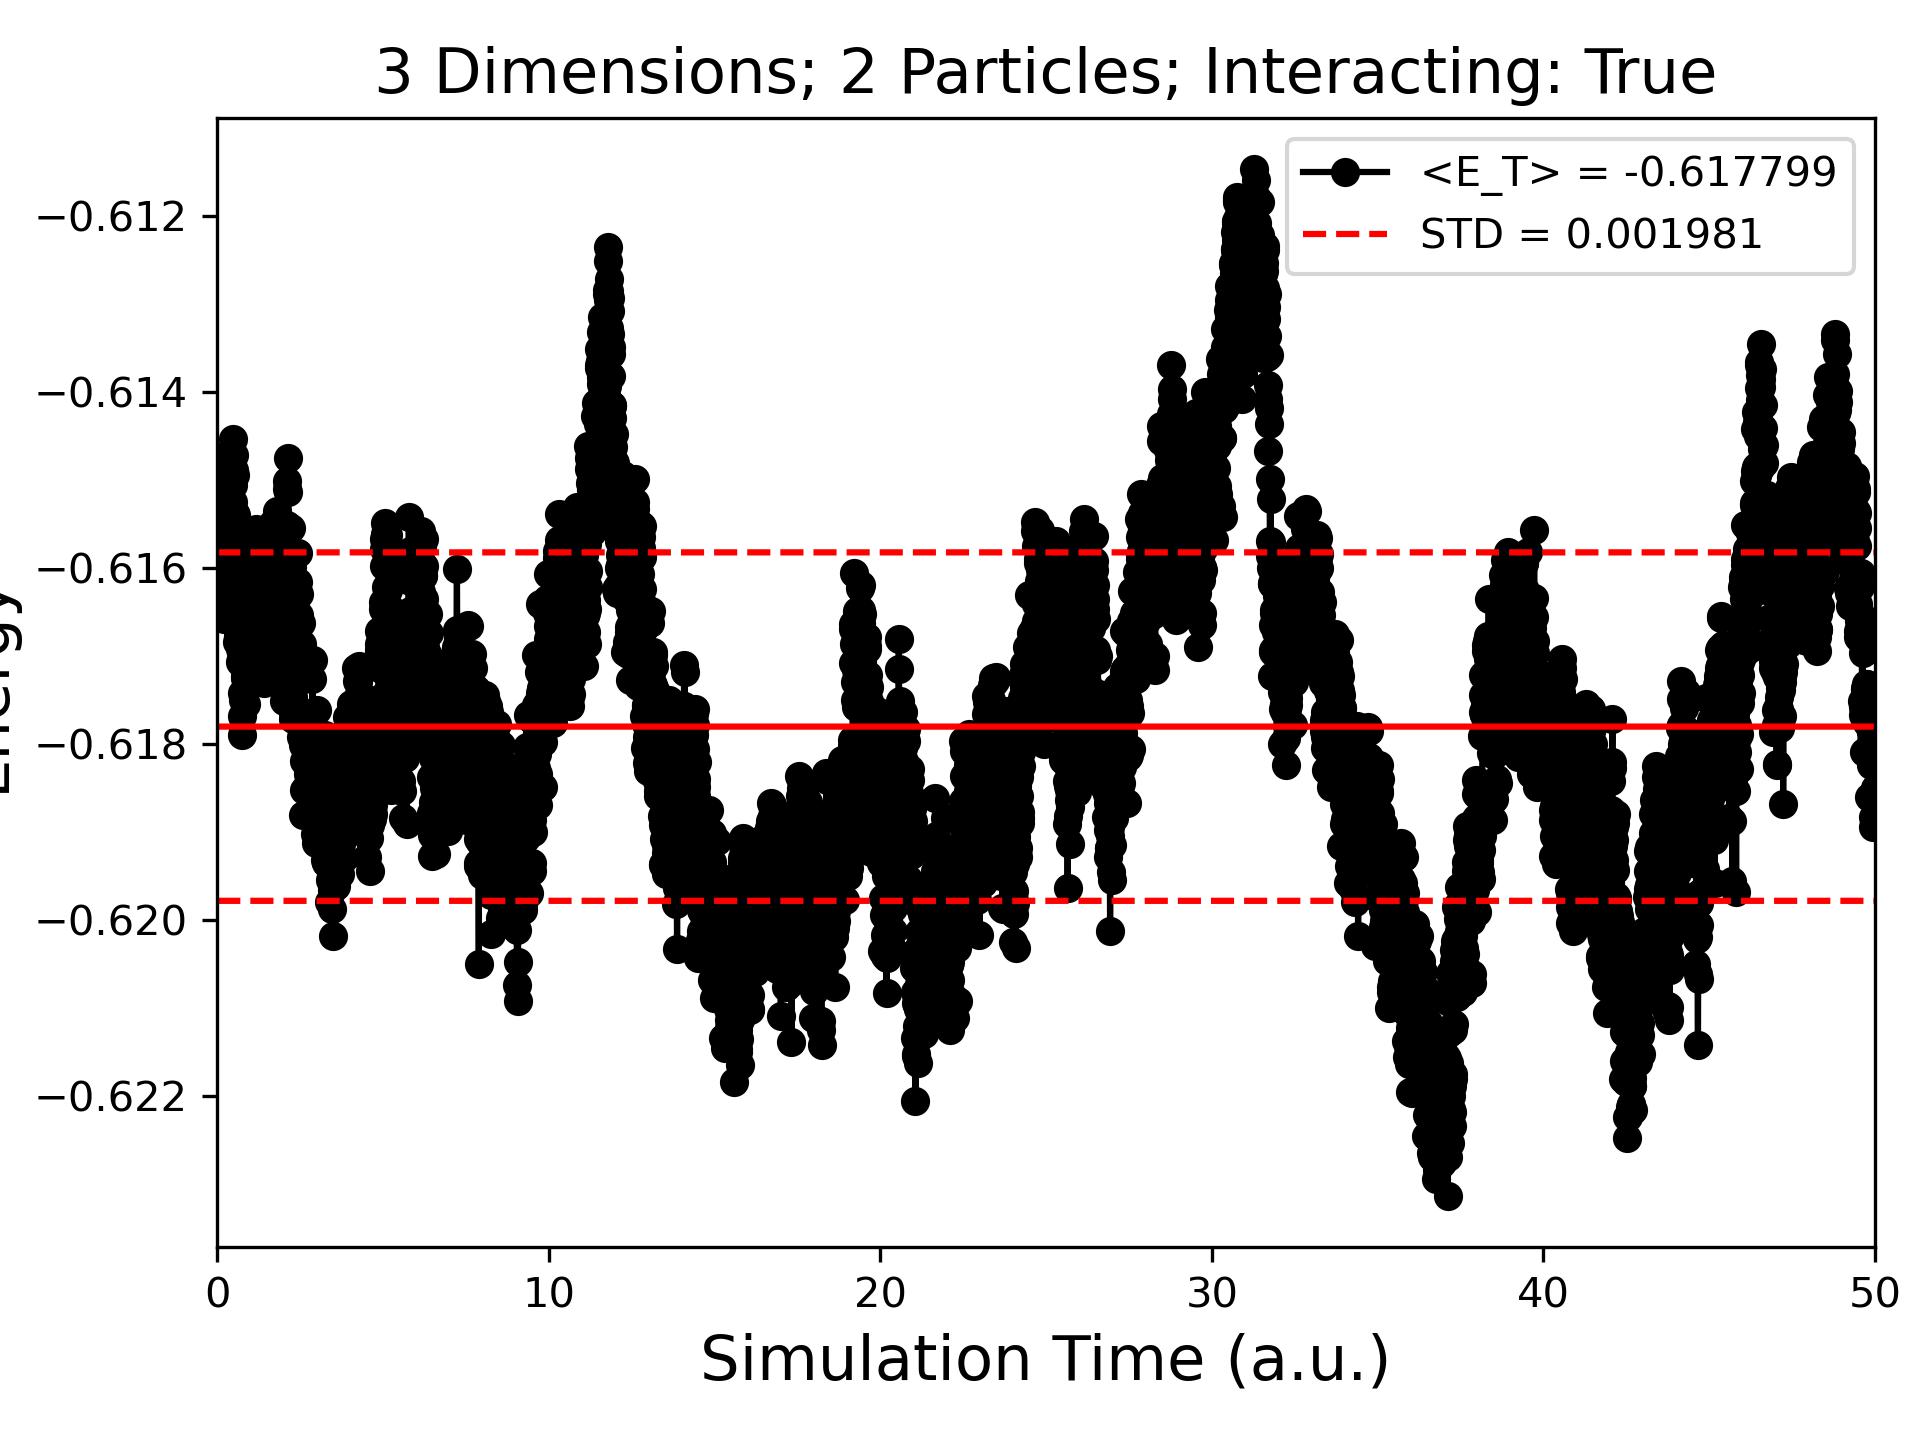 3 Dimensions; 2 Particles; Interacting: True
<E_T> = -0.617799
STD = 0.001981
−0.612
−0.614
−0.616
−0.618
−0.620
−0.622
Energy
0 10 20 30 40 50
Simulation Time (a.u.)